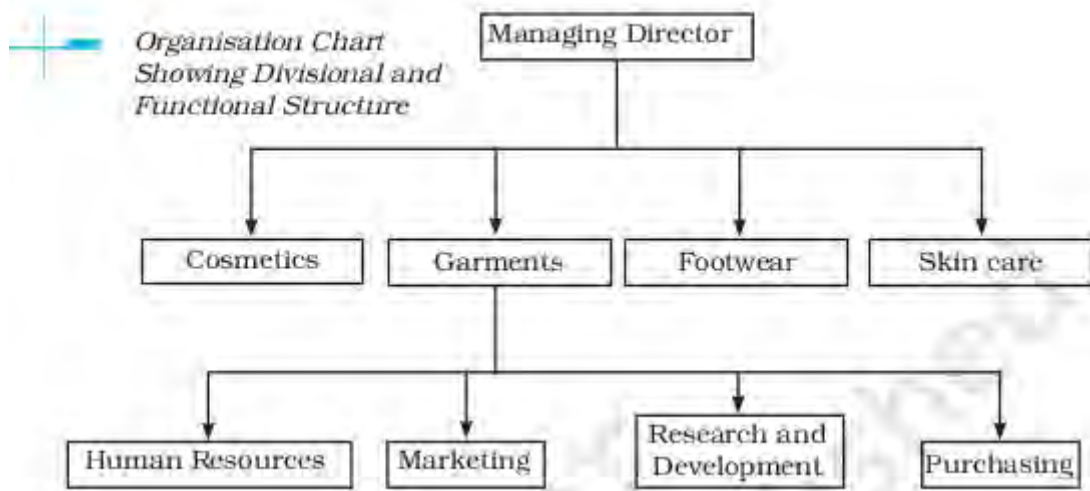 Organisation Chart
Showing Divisional and
Functional Structure
Managing Director
Cosmetics
Garments
Footwear
Skin care
Human Resources
Marketing
Research and
Development
Purchasing